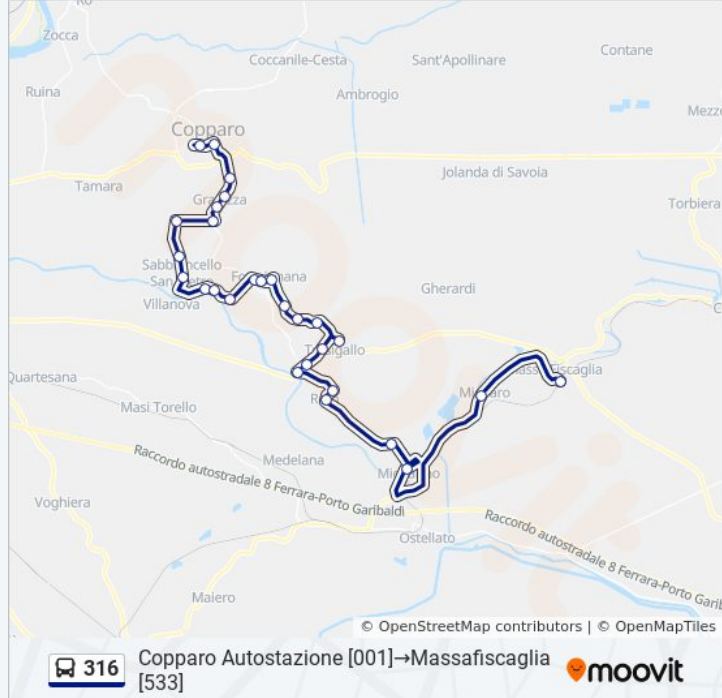 Zocca
Coccanile-Cesta
Sant'Apollinare
Contane
Ruina
Ambrogio
Mezzo
Copparo
Tamara
Jolanda di Savoia
Torbiera
Gherardi
Villanova
Quartesana
Masi Torello
Medelana
Raccordo autostradale 8 Ferrara-Porto Garibaldi
Voghiera
Ostellato
Raccordo autostradale 8 Ferrara-Porto Garib
Maiero
© OpenStreetMap contributors | © OpenMapTiles
316
Copparo Autostazione [001]→Massafiscaglia
[533]
moovit